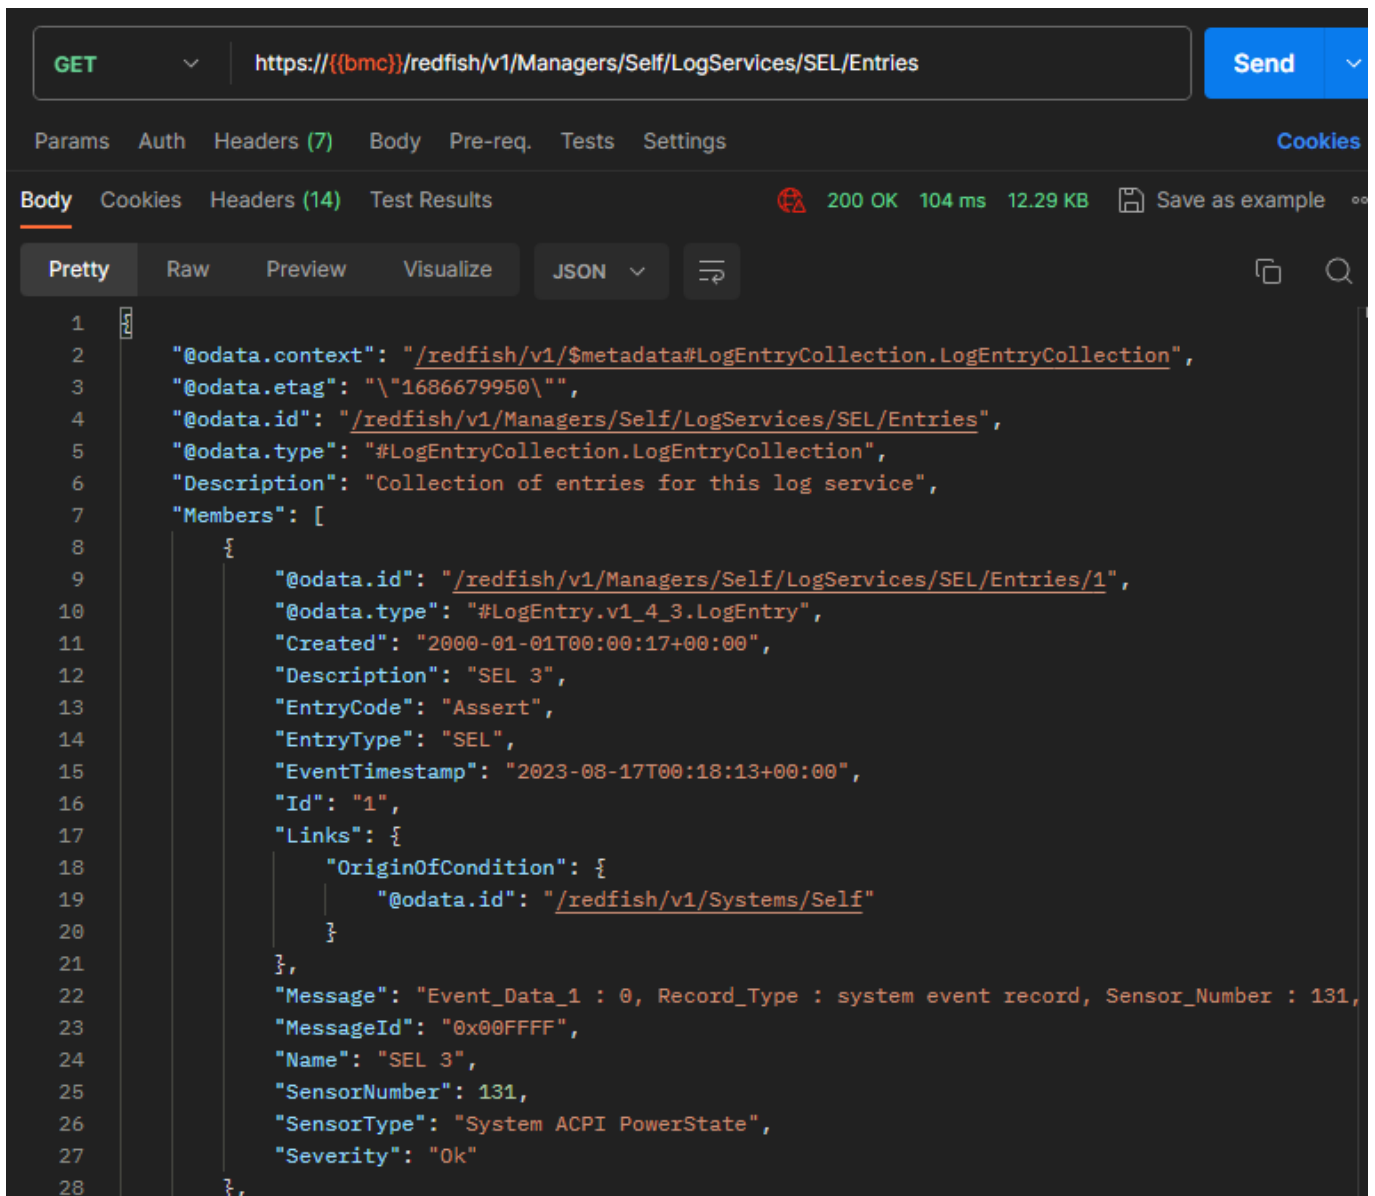 GET https://{{bmc}}/redfish/v1/Managers/Self/LogServices/SEL/Entries Send
Params Auth Headers (7) Body Pre-req. Tests Settings Cookies
Body Cookies Headers (14) Test Results 200 OK 104 ms 12.29 KB Save as example
Pretty Raw Preview Visualize JSON
1 {
2 "@odata.context": "/redfish/v1/$metadata#LogEntryCollection.LogEntryCollection",
3 "@odata.etag": "\"1686679950\"",
4 "@odata.id": "/redfish/v1/Managers/Self/LogServices/SEL/Entries",
5 "@odata.type": "#LogEntryCollection.LogEntryCollection",
6 "Description": "Collection of entries for this log service",
7 "Members": [
8 {
9 "@odata.id": "/redfish/v1/Managers/Self/LogServices/SEL/Entries/1",
10 "@odata.type": "#LogEntry.v1_4_3.LogEntry",
11 "Created": "2000-01-01T00:00:17+00:00",
12 "Description": "SEL 3",
13 "EntryCode": "Assert",
14 "EntryType": "SEL",
15 "EventTimestamp": "2023-08-17T00:18:13+00:00",
16 "Id": "1",
17 "Links": {
18 "OriginOfCondition": {
19 "@odata.id": "/redfish/v1/Systems/Self"
20 }
21 },
22 "Message": "Event_Data_1 : 0, Record_Type : system event record, Sensor_Number : 131,
23 "MessageId": "0x00FFFF",
24 "Name": "SEL 3",
25 "SensorNumber": 131,
26 "SensorType": "System ACPI PowerState",
27 "Severity": "Ok"
28 },